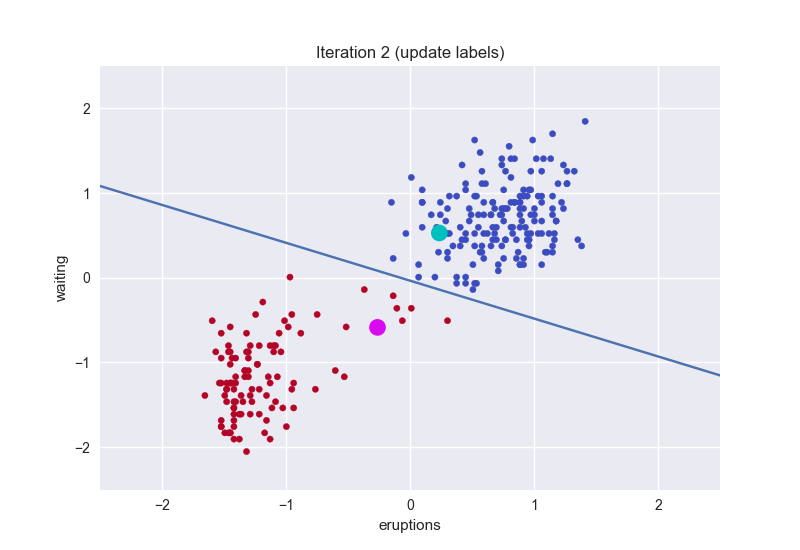 Iteration 2 (update labels)
2
1
0
−1
−2
waiting
−2 −1 0 1 2
eruptions